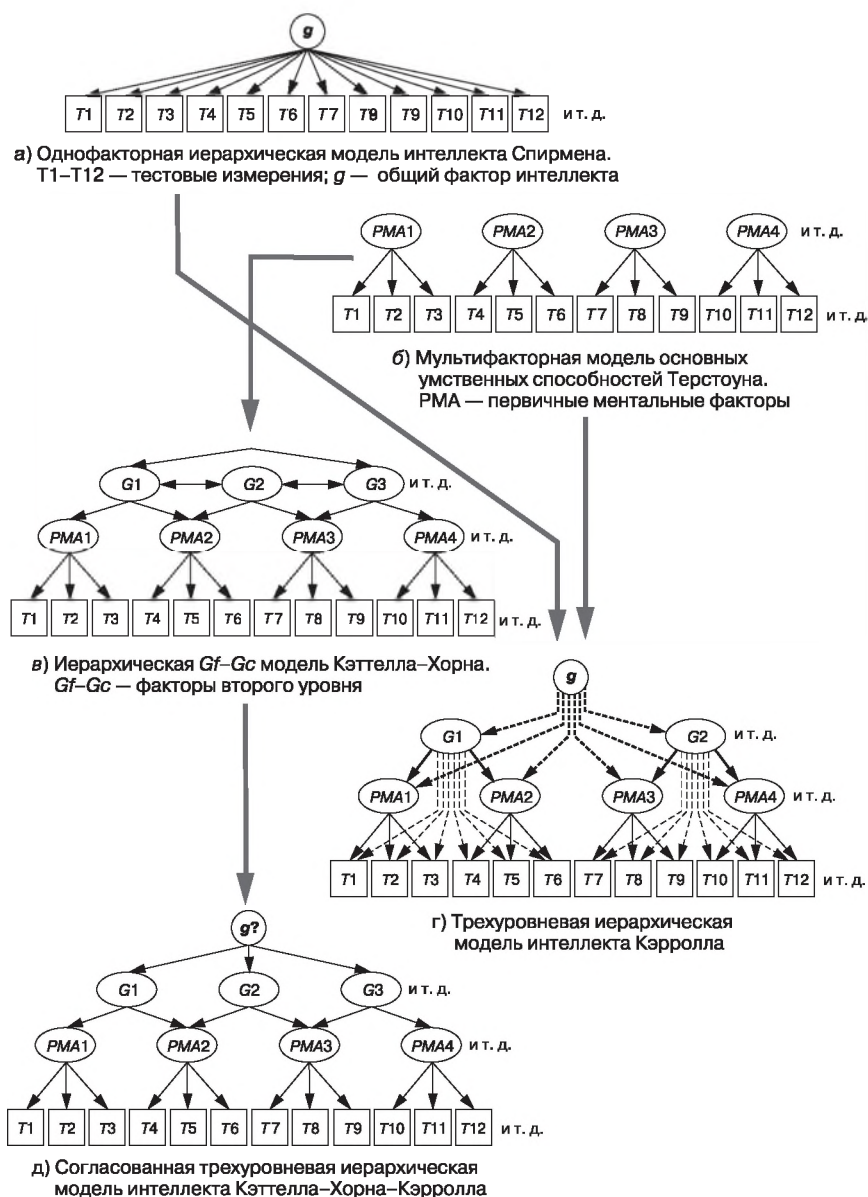 g
T1 T2 T3 T4 T5 T6 T7 T8 T9 T10 T11 T12 и т. д.
а) Однофакторная иерархическая модель интеллекта Спирмена.
Т1–Т12 — тестовые измерения; g — общий фактор интеллекта
PMA1 PMA2 PMA3 PMA4 и т. д.
T1 T2 T3 T4 T5 T6 T7 T8 T9 T10 T11 T12 и т. д.
б) Мультифакторная модель основных
умственных способностей Терстоуна.
РМА — первичные ментальные факторы
G1 G2 G3 и т. д.
PMA1 PMA2 PMA3 PMA4 и т. д.
T1 T2 T3 T4 T5 T6 T7 T8 T9 T10 T11 T12 и т. д.
в) Иерархическая Gf–Gc модель Кэттелла–Хорна.
Gf–Gc — факторы второго уровня
g
G1 G2 и т. д.
PMA1 PMA2 PMA3 PMA4 и т. д.
T1 T2 T3 T4 T5 T6 T7 T8 T9 T10 T11 T12 и т. д.
г) Трехуровневая иерархическая
модель интеллекта Кэрролла
g?
G1 G2 G3 и т. д.
PMA1 PMA2 PMA3 PMA4 и т. д.
T1 T2 T3 T4 T5 T6 T7 T8 T9 T10 T11 T12 и т. д.
д) Согласованная трехуровневая иерархическая
модель интеллекта Кэттелла–Хорна–Кэрролла